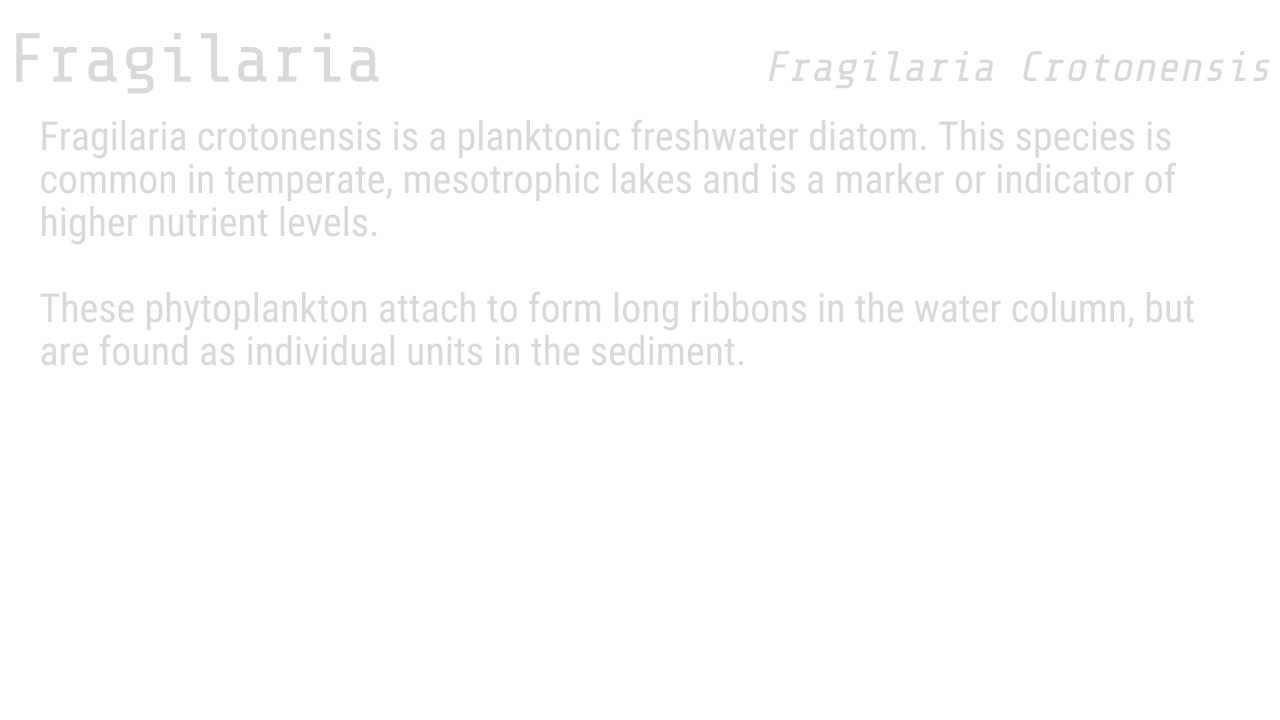 Fragilaria
Fragilaria Crotonensis
Fragilaria crotonensis is a planktonic freshwater diatom. This species is
common in temperate, mesotrophic lakes and is a marker or indicator of
higher nutrient levels.
These phytoplankton attach to form long ribbons in the water column, but
are found as individual units in the sediment.